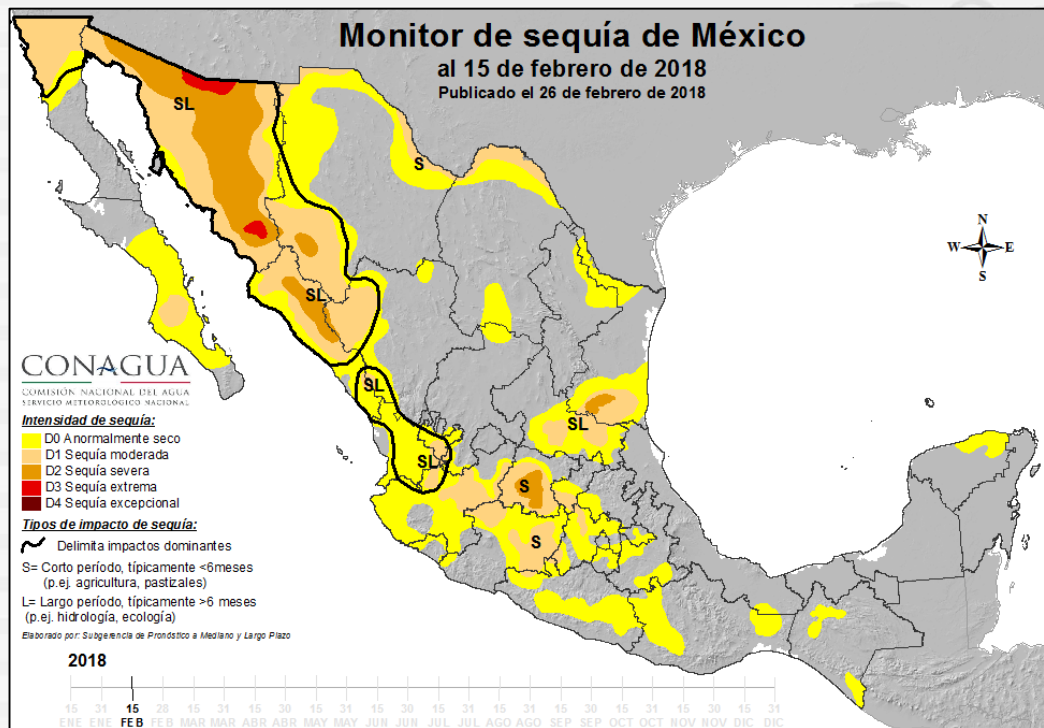 Monitor de sequía de México
al 15 de febrero de 2018
Publicado el 26 de febrero de 2018
SL
S
N
W E
S
SL
SL
SL
SL
S
S
CONAGUA
COMISIÓN NACIONAL DEL AGUA
SERVICIO METEOROLÓGICO NACIONAL
Intensidad de sequía:
D0 Anormalmente seco
D1 Sequía moderada
D2 Sequía severa
D3 Sequía extrema
D4 Sequía excepcional
Tipos de impacto de sequía:
Delimita impactos dominantes
S= Corto período, típicamente <6meses
(p.ej. agricultura, pastizales)
L= Largo período, típicamente >6 meses
(p.ej. hidrología, ecología)
Elaborado por: Subgerencia de Pronóstico a Mediano y Largo Plazo
2018
15 31 15 28 15 31 15 30 15 31 15 30 15 31 15 31 15 30 15 31 15 30 15 31
ENE ENE FEB FEB MAR MAR ABR ABR MAY MAY JUN JUN JUL JUL AGO AGO SEP SEP OCT OCT NOV NOV DIC DIC